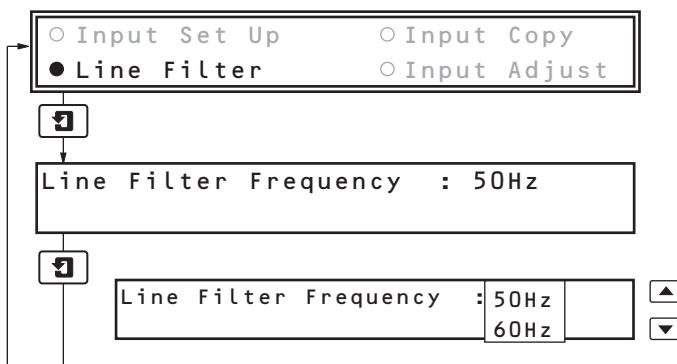 ○ Input Set Up ○ Input Copy
● Line Filter ○ Input Adjust
Line Filter Frequency : 50Hz
Line Filter Frequency : 50Hz
60Hz